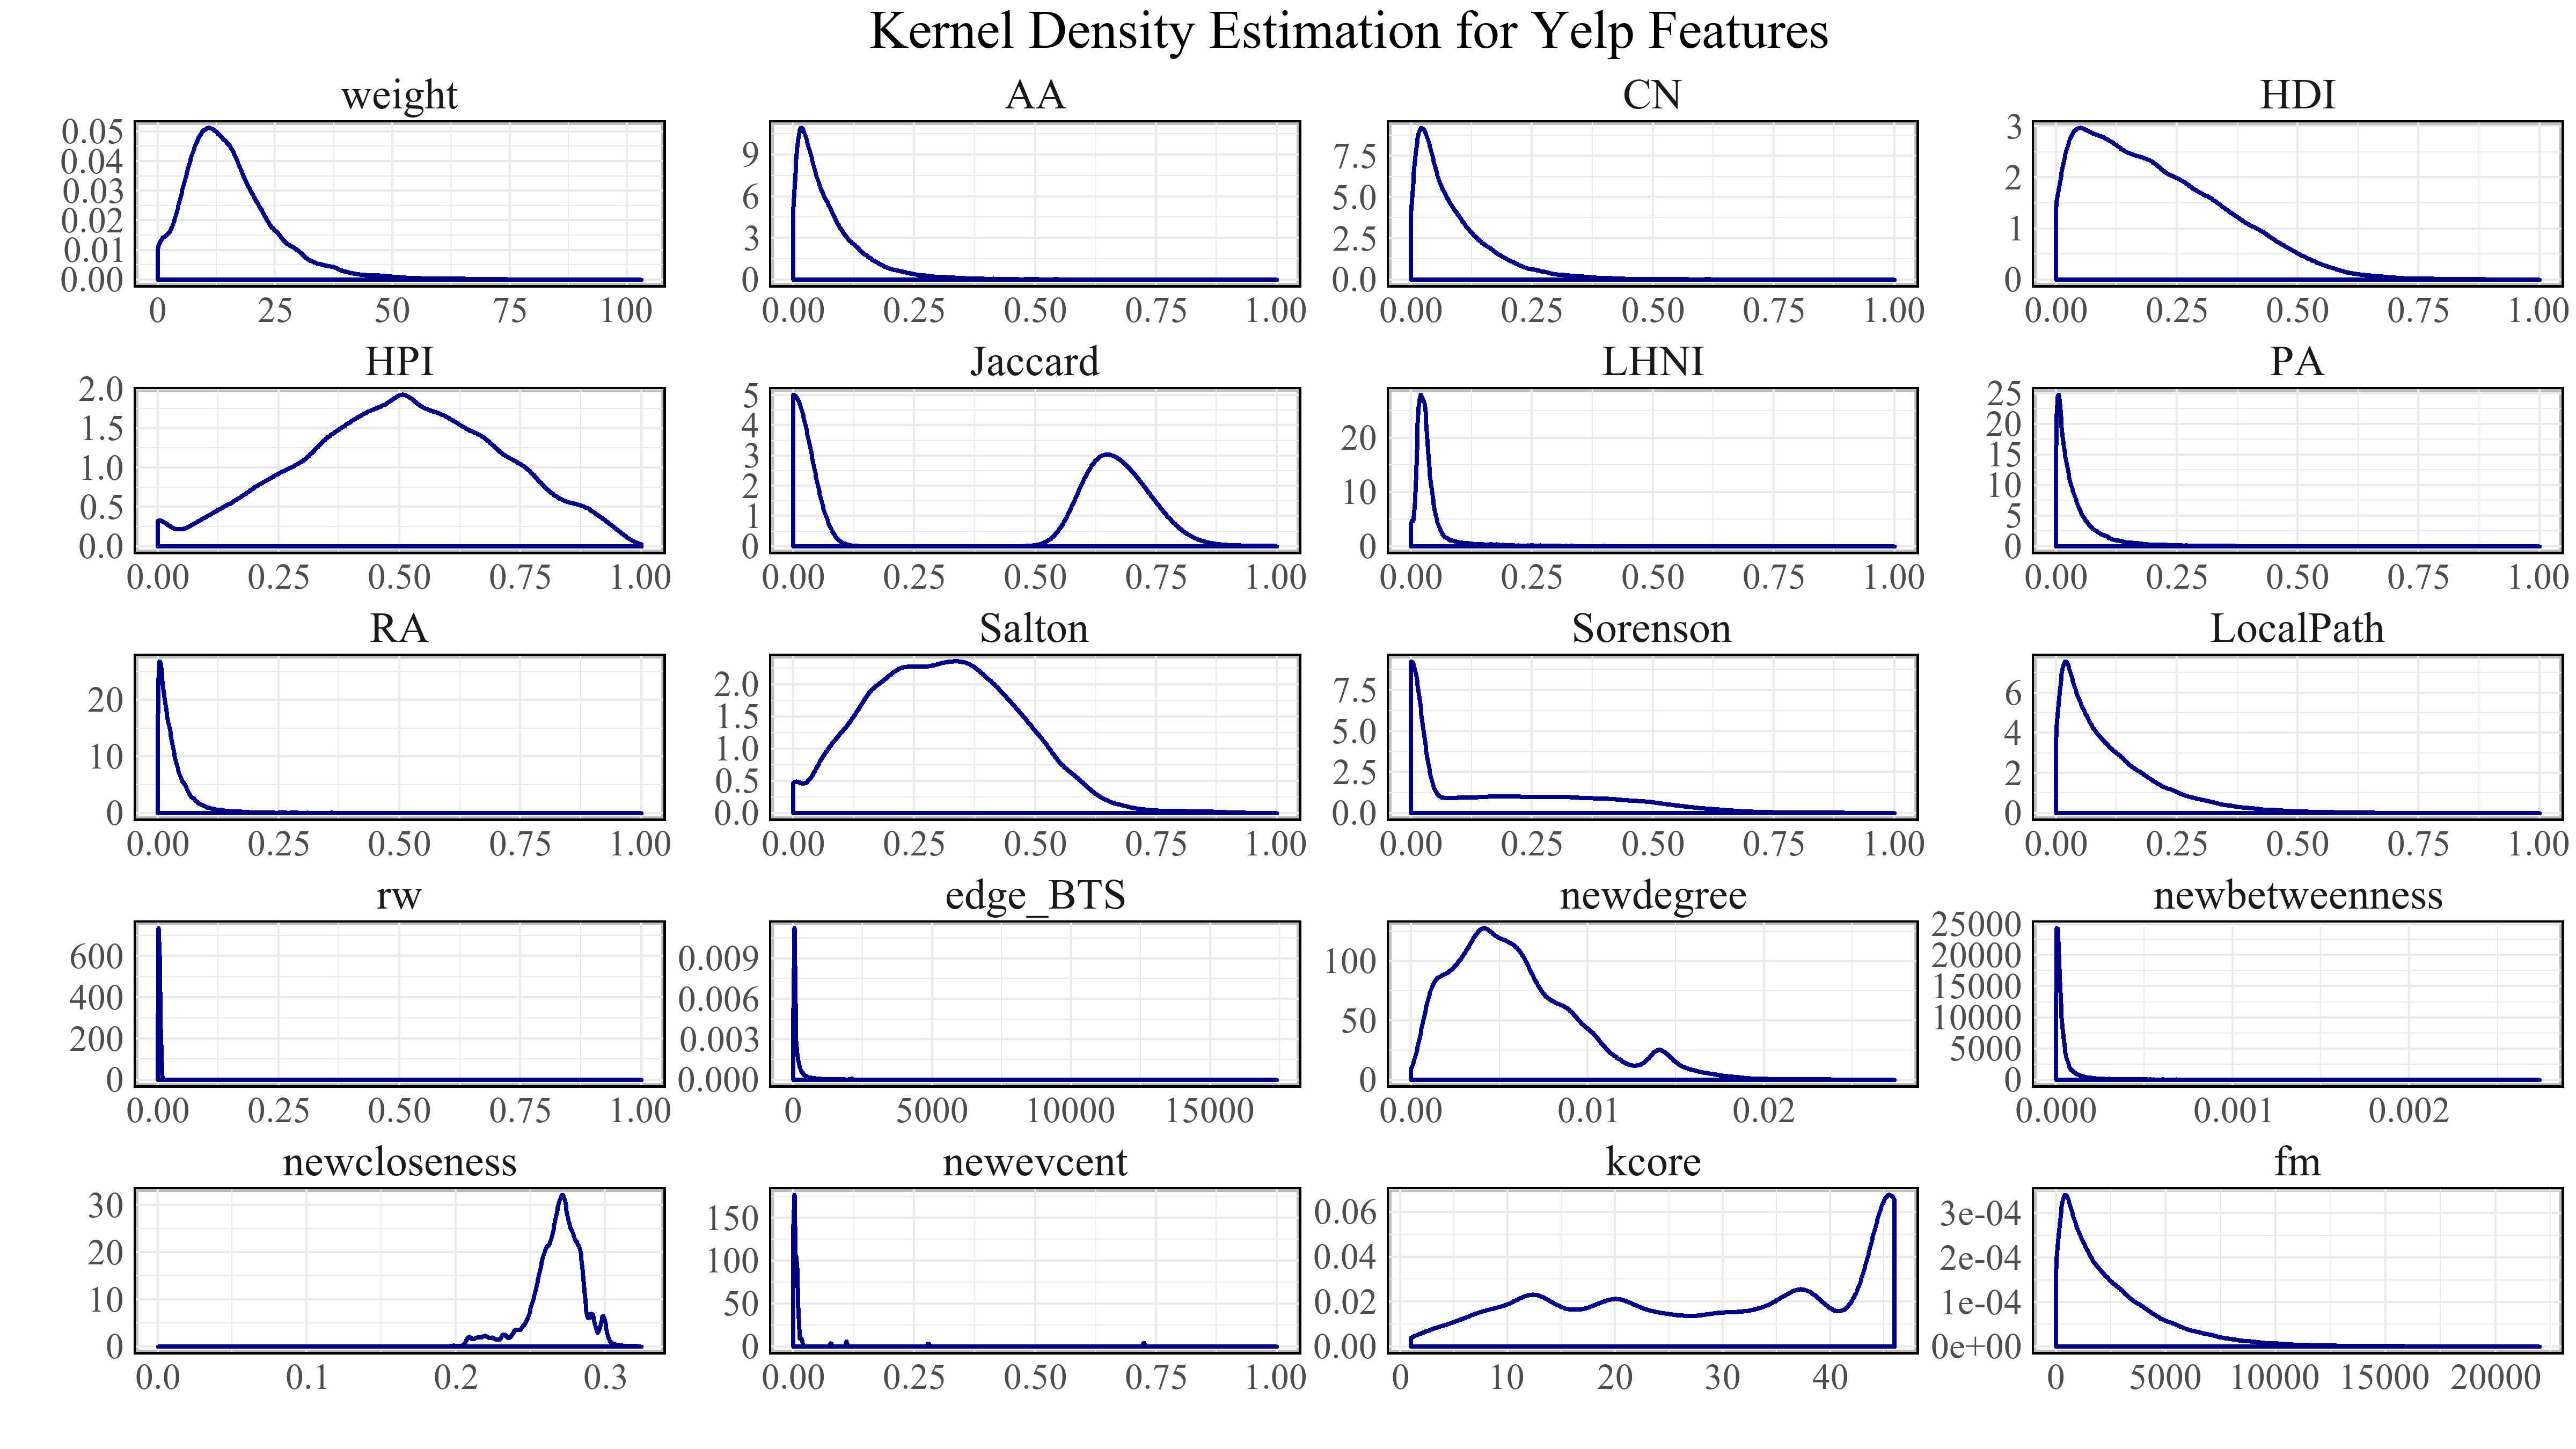 Kernel Density Estimation for Yelp Features
weight AA CN HDI
0.05 0.04 0.03 0.02 0.01 0.00
0 25 50 75 100
9 6 3 0
0.00 0.25 0.50 0.75 1.00
7.5 5.0 2.5 0.0
0.00 0.25 0.50 0.75 1.00
3 2 1 0
0.00 0.25 0.50 0.75 1.00
HPI Jaccard LHNI PA
2.0 1.5 1.0 0.5 0.0
0.00 0.25 0.50 0.75 1.00
5 4 3 2 1 0
0.00 0.25 0.50 0.75 1.00
20 10 0
0.00 0.25 0.50 0.75 1.00
25 20 15 10 5 0
0.00 0.25 0.50 0.75 1.00
RA Salton Sorenson LocalPath
20 10 0
0.00 0.25 0.50 0.75 1.00
2.0 1.5 1.0 0.5 0.0
0.00 0.25 0.50 0.75 1.00
7.5 5.0 2.5 0.0
0.00 0.25 0.50 0.75 1.00
6 4 2 0
0.00 0.25 0.50 0.75 1.00
rw edge_BTS newdegree newbetweenness
600 400 200 0
0.00 0.25 0.50 0.75 1.00
0.009 0.006 0.003 0.000
0 5000 10000 15000
100 50 0
0.00 0.01 0.02
25000 20000 15000 10000 5000 0
0.000 0.001 0.002
newcloseness newevcent kcore fm
30 20 10 0
0.0 0.1 0.2 0.3
150 100 50 0
0.00 0.25 0.50 0.75 1.00
0.06 0.04 0.02 0.00
0 10 20 30 40
3e-04 2e-04 1e-04 0e+00
0 5000 10000 15000 20000